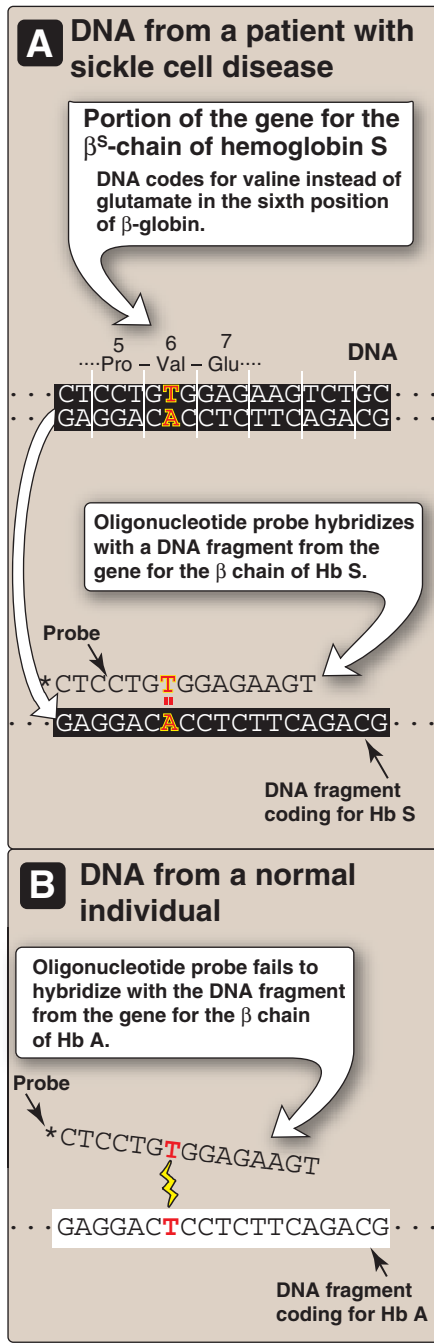 A DNA from a patient with
sickle cell disease
Portion of the gene for the
βS-chain of hemoglobin S
DNA codes for valine instead of
glutamate in the sixth position
of β-globin.
5 6 7
····Pro – Val – Glu····
DNA
· · · CTCCTGTGGAGAAGTCTGC · · ·
· · · GAGGACACCTCTTCAGACG · · ·
Oligonucleotide probe hybridizes
with a DNA fragment from the
gene for the β chain of Hb S.
Probe
*CTCCTGTGGAGAAGT
· · · GAGGACACCTCTTCAGACG · · ·
DNA fragment
coding for Hb S
B DNA from a normal
individual
Oligonucleotide probe fails to
hybridize with the DNA fragment
from the gene for the β chain
of Hb A.
Probe
*CTCCTGTGGAGAAGT
· · · GAGGACTCCTCTTCAGACG · · ·
DNA fragment
coding for Hb A